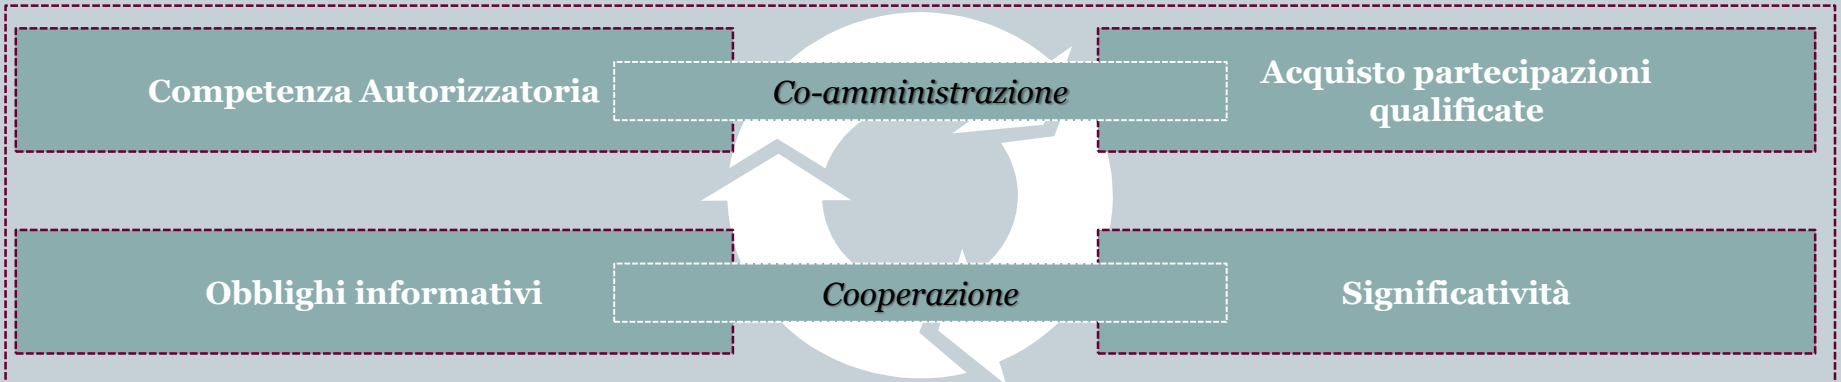 Competenza Autorizzatoria
Co-amministrazione
Acquisto partecipazioni
qualificate
Obblighi informativi
Cooperazione
Significatività